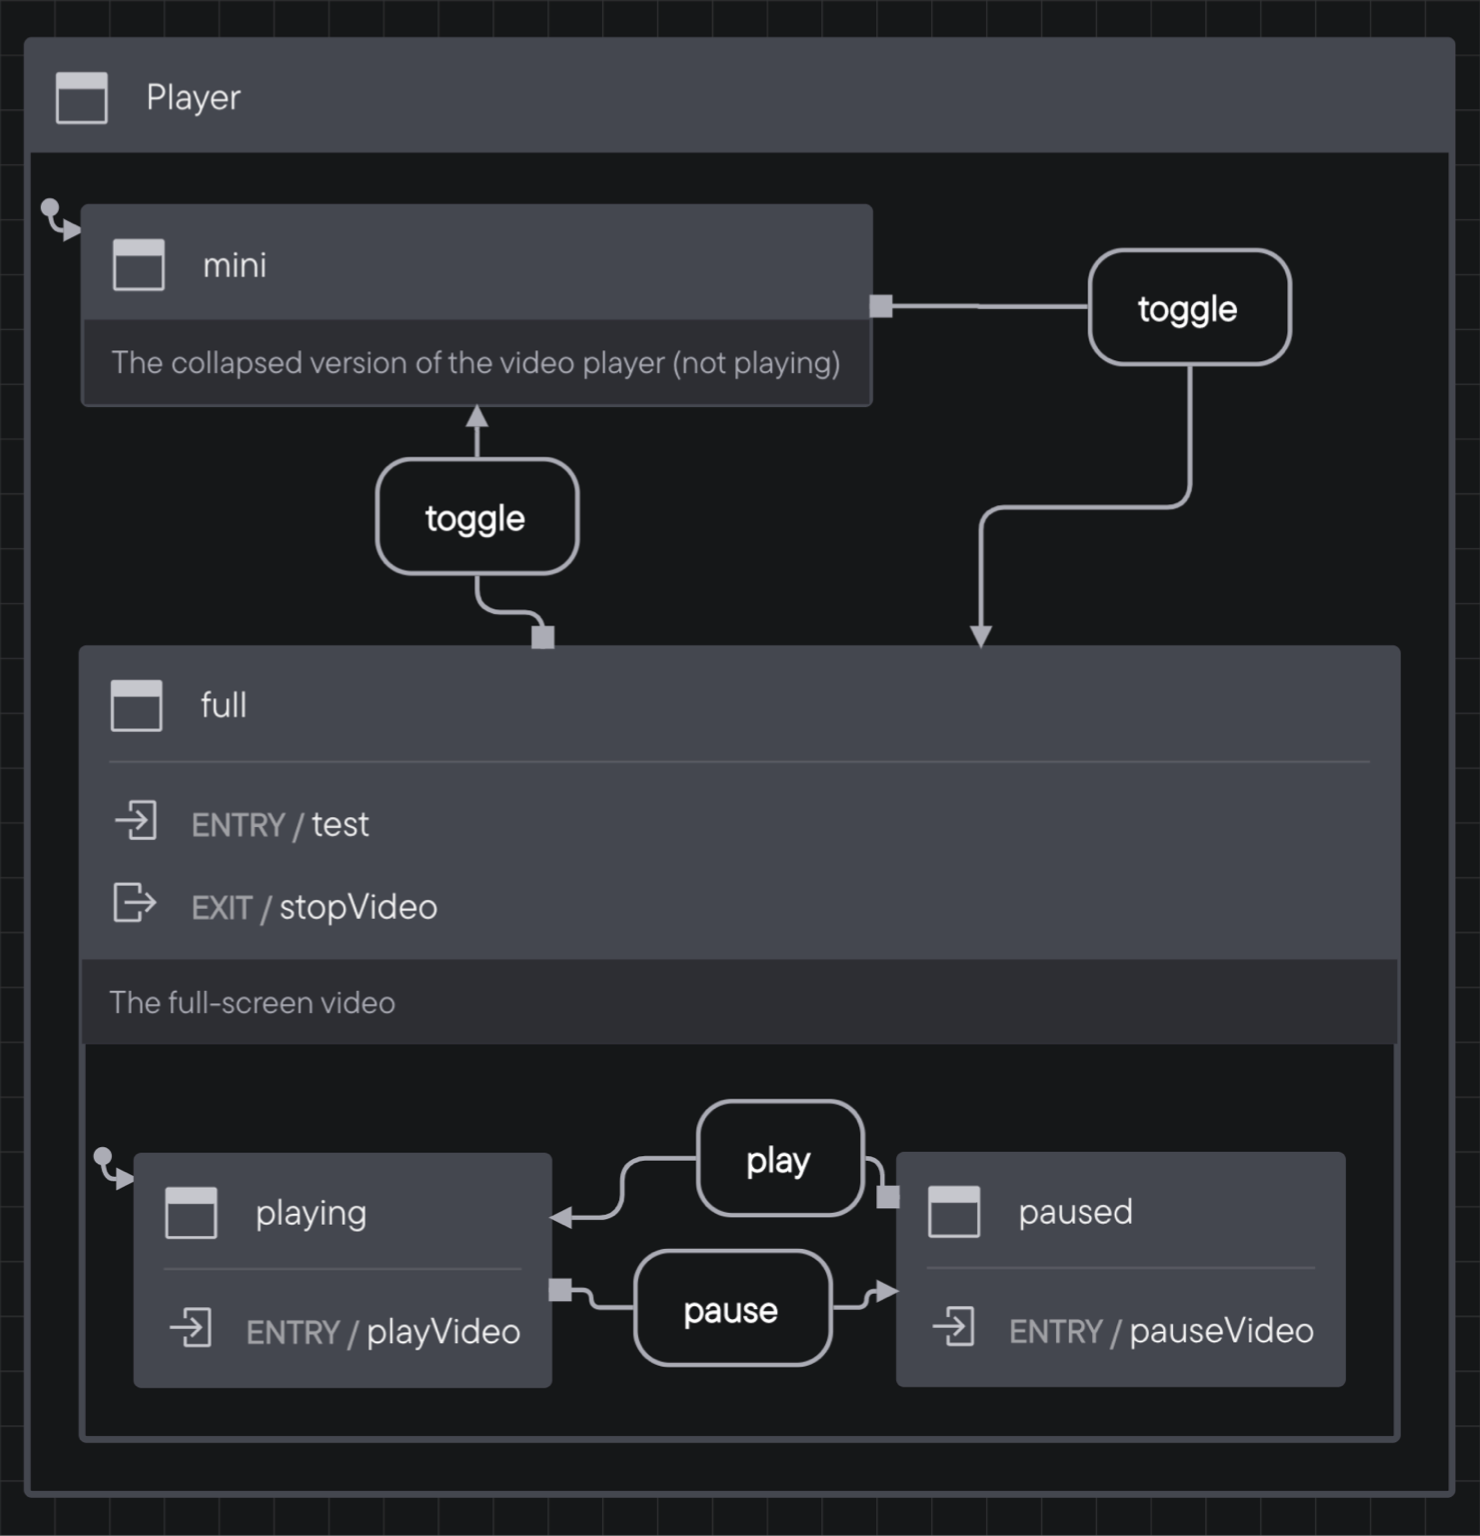 Player
mini
toggle
The collapsed version of the video player (not playing)
toggle
full
ENTRY / test
EXIT / stopVideo
The full-screen video
play
playing
paused
pause
ENTRY / playVideo
ENTRY / pauseVideo